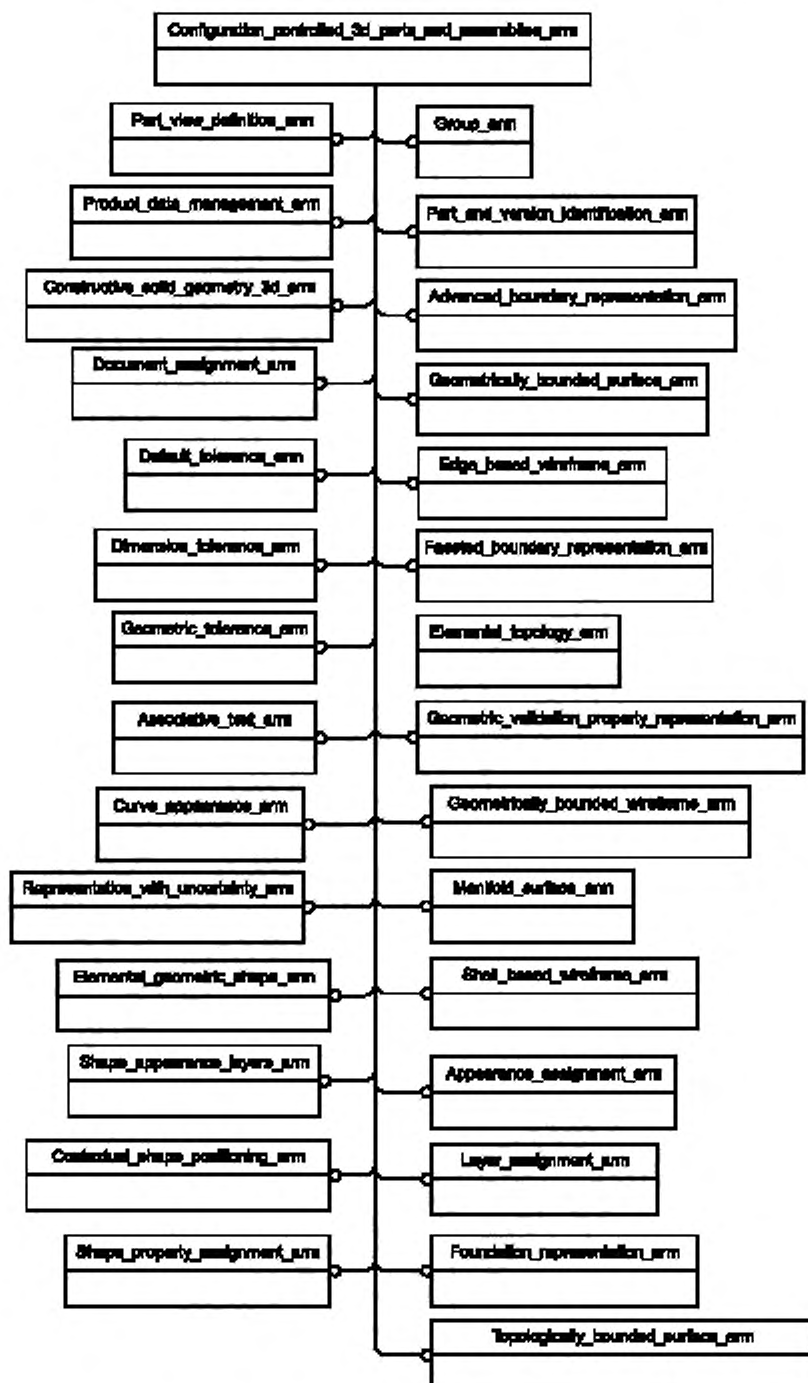 Configuration_controlled_3d_parts_and_assemblies_arm
Part_view_definition_arm
Group_arm
Product_data_management_arm
Part_and_version_identification_arm
Constructive_solid_geometry_3d_arm
Advanced_boundary_representation_arm
Document_assignment_arm
Geometrically_bounded_surface_arm
Default_tolerance_arm
Edge_based_wireframe_arm
Dimension_tolerance_arm
Faceted_boundary_representation_arm
Geometric_tolerance_arm
Elemental_topology_arm
Associative_text_arm
Geometric_validation_property_representation_arm
Curve_appearance_arm
Geometrically_bounded_wireframe_arm
Representation_with_uncertainty_arm
Manifold_surface_arm
Elemental_geometric_shape_arm
Shell_based_wireframe_arm
Shape_appearance_layers_arm
Appearance_assignment_arm
Contextual_shape_positioning_arm
Layer_assignment_arm
Shape_property_assignment_arm
Foundation_representation_arm
Topologically_bounded_surface_arm